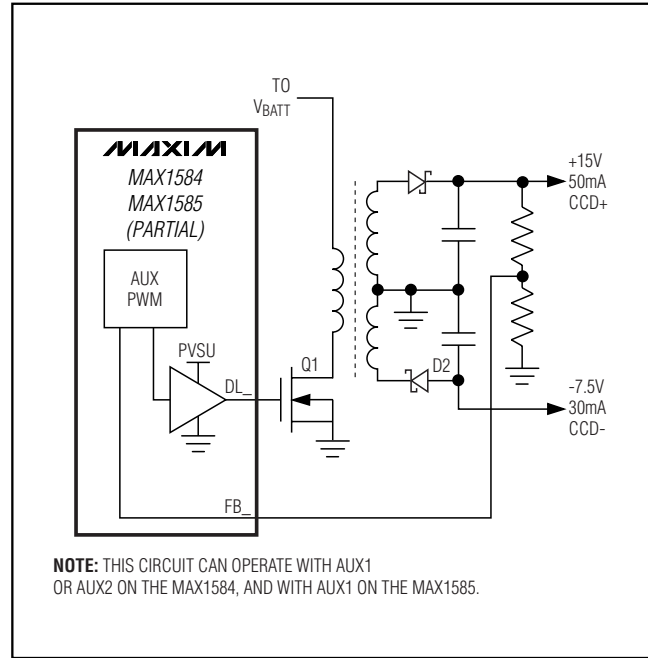 TO
VBATT
MAXIM
MAX1584
MAX1585
(PARTIAL)
AUX
PWM
PVSU
DL_
Q1
FB_
D2
+15V
50mA
CCD+
-7.5V
30mA
CCD-
NOTE: THIS CIRCUIT CAN OPERATE WITH AUX1
OR AUX2 ON THE MAX1584, AND WITH AUX1 ON THE MAX1585.